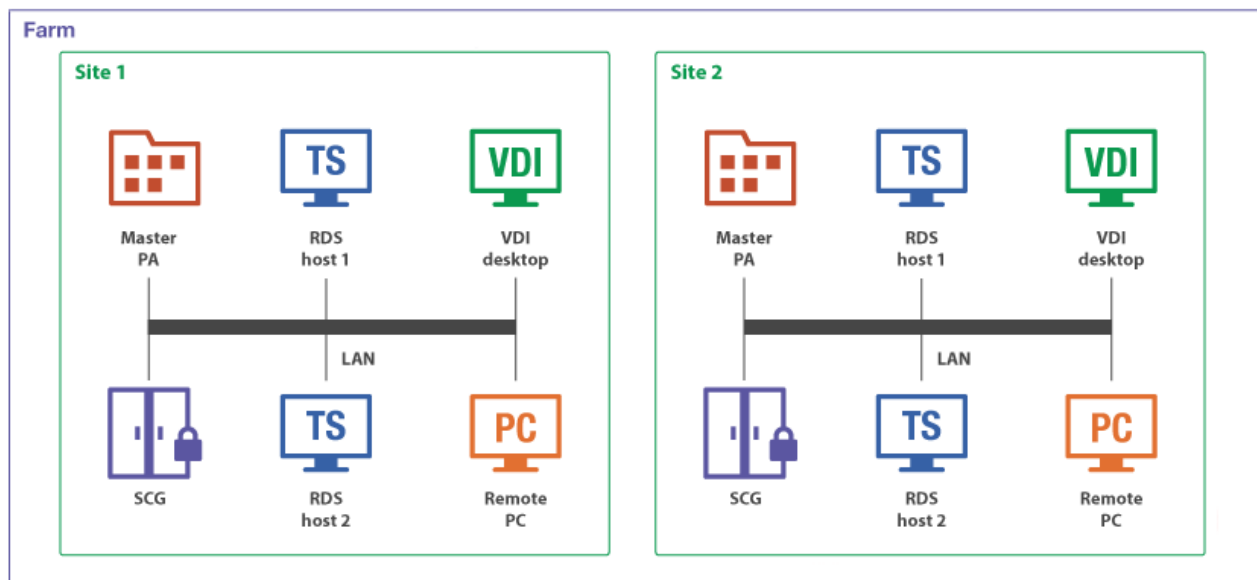 Farm
Site 1
TS
VDI
Master
PA
RDS
host 1
VDI
desktop
LAN
TS
PC
SCG
RDS
host 2
Remote
PC
Site 2
TS
VDI
Master
PA
RDS
host 1
VDI
desktop
LAN
TS
PC
SCG
RDS
host 2
Remote
PC